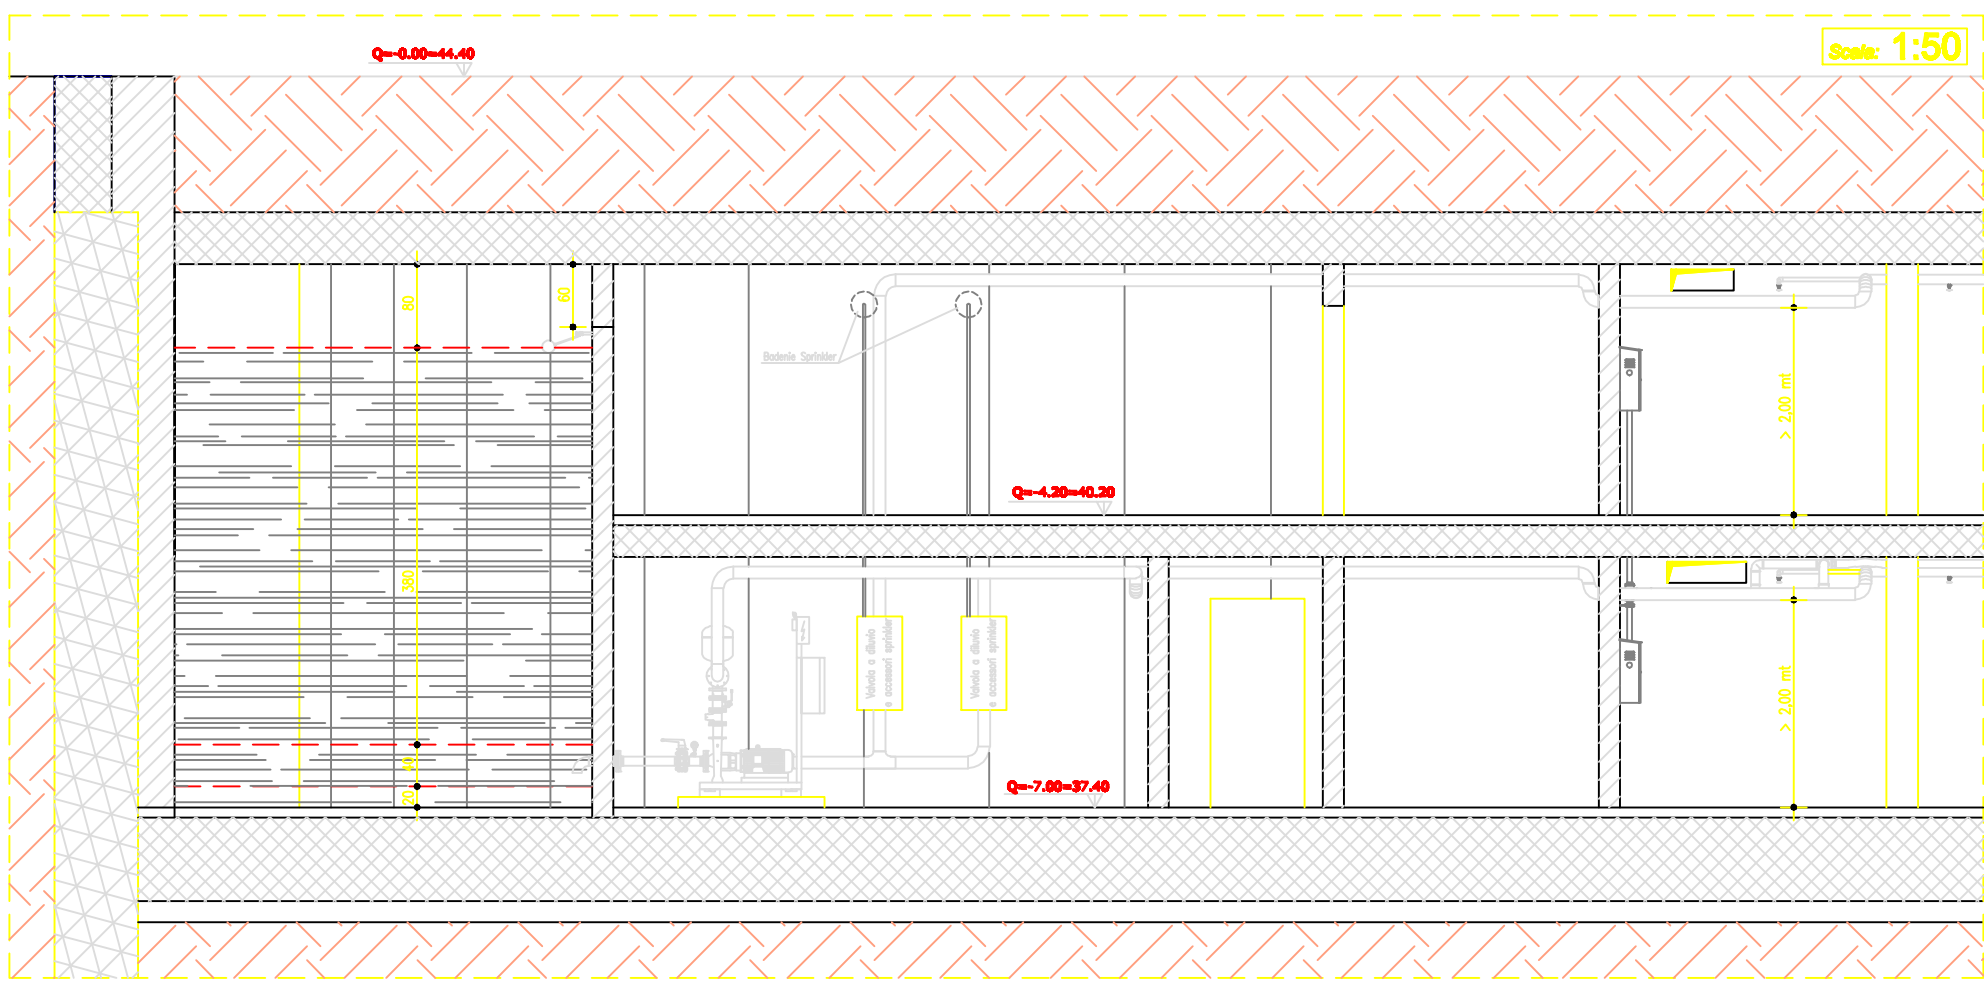 Q=-0.00=44.40
Scala: 1:50
80
60
Badenie Sprinkler
> 2,00 mt
Q=-4.20=40.20
380
Valvola a diluvio
e accessori sprinkler
Valvola a diluvio
e accessori sprinkler
> 2,00 mt
40
20
Q=-7.00=37.40